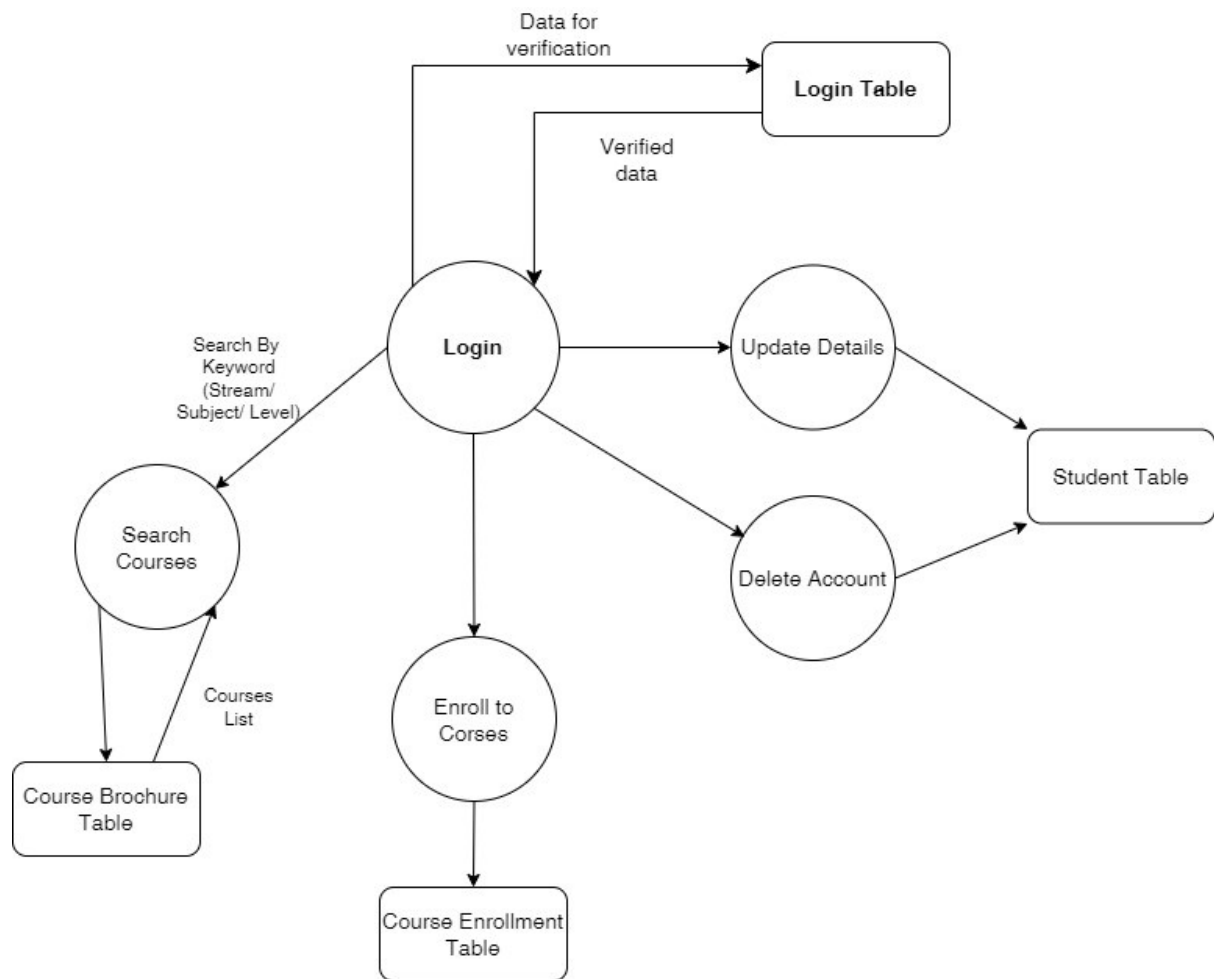 Data for
verification
Login Table
Verified
data
Login
Update Details
Search By
Keyword
(Stream/
Subject/ Level)
Student Table
Search
Courses
Delete Account
Courses
List
Enroll to
Corses
Course Brochure
Table
Course Enrollment
Table